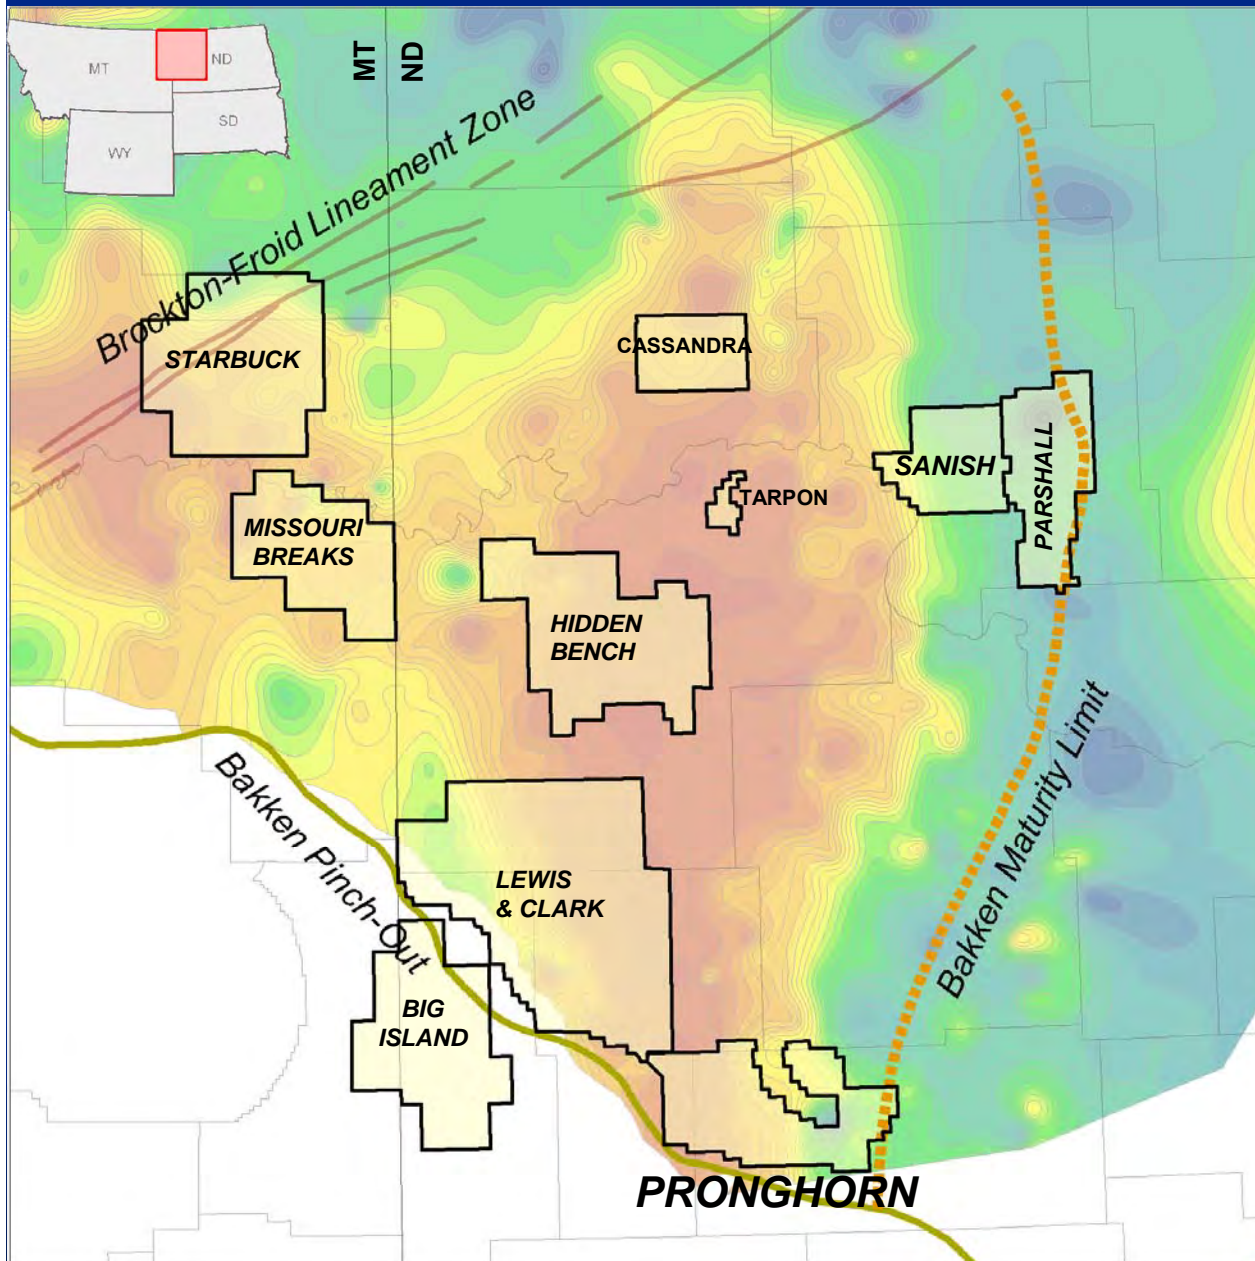 MT
ND
SD
WY
MT
ND
Brockton-Froid Lineament Zone
STARBUCK
CASSANDRA
SANISH
PARSHALL
TARPON
MISSOURI
BREAKS
HIDDEN
BENCH
Bakken Maturity Limit
Bakken Pinch-Out
LEWIS
& CLARK
BIG
ISLAND
PRONGHORN